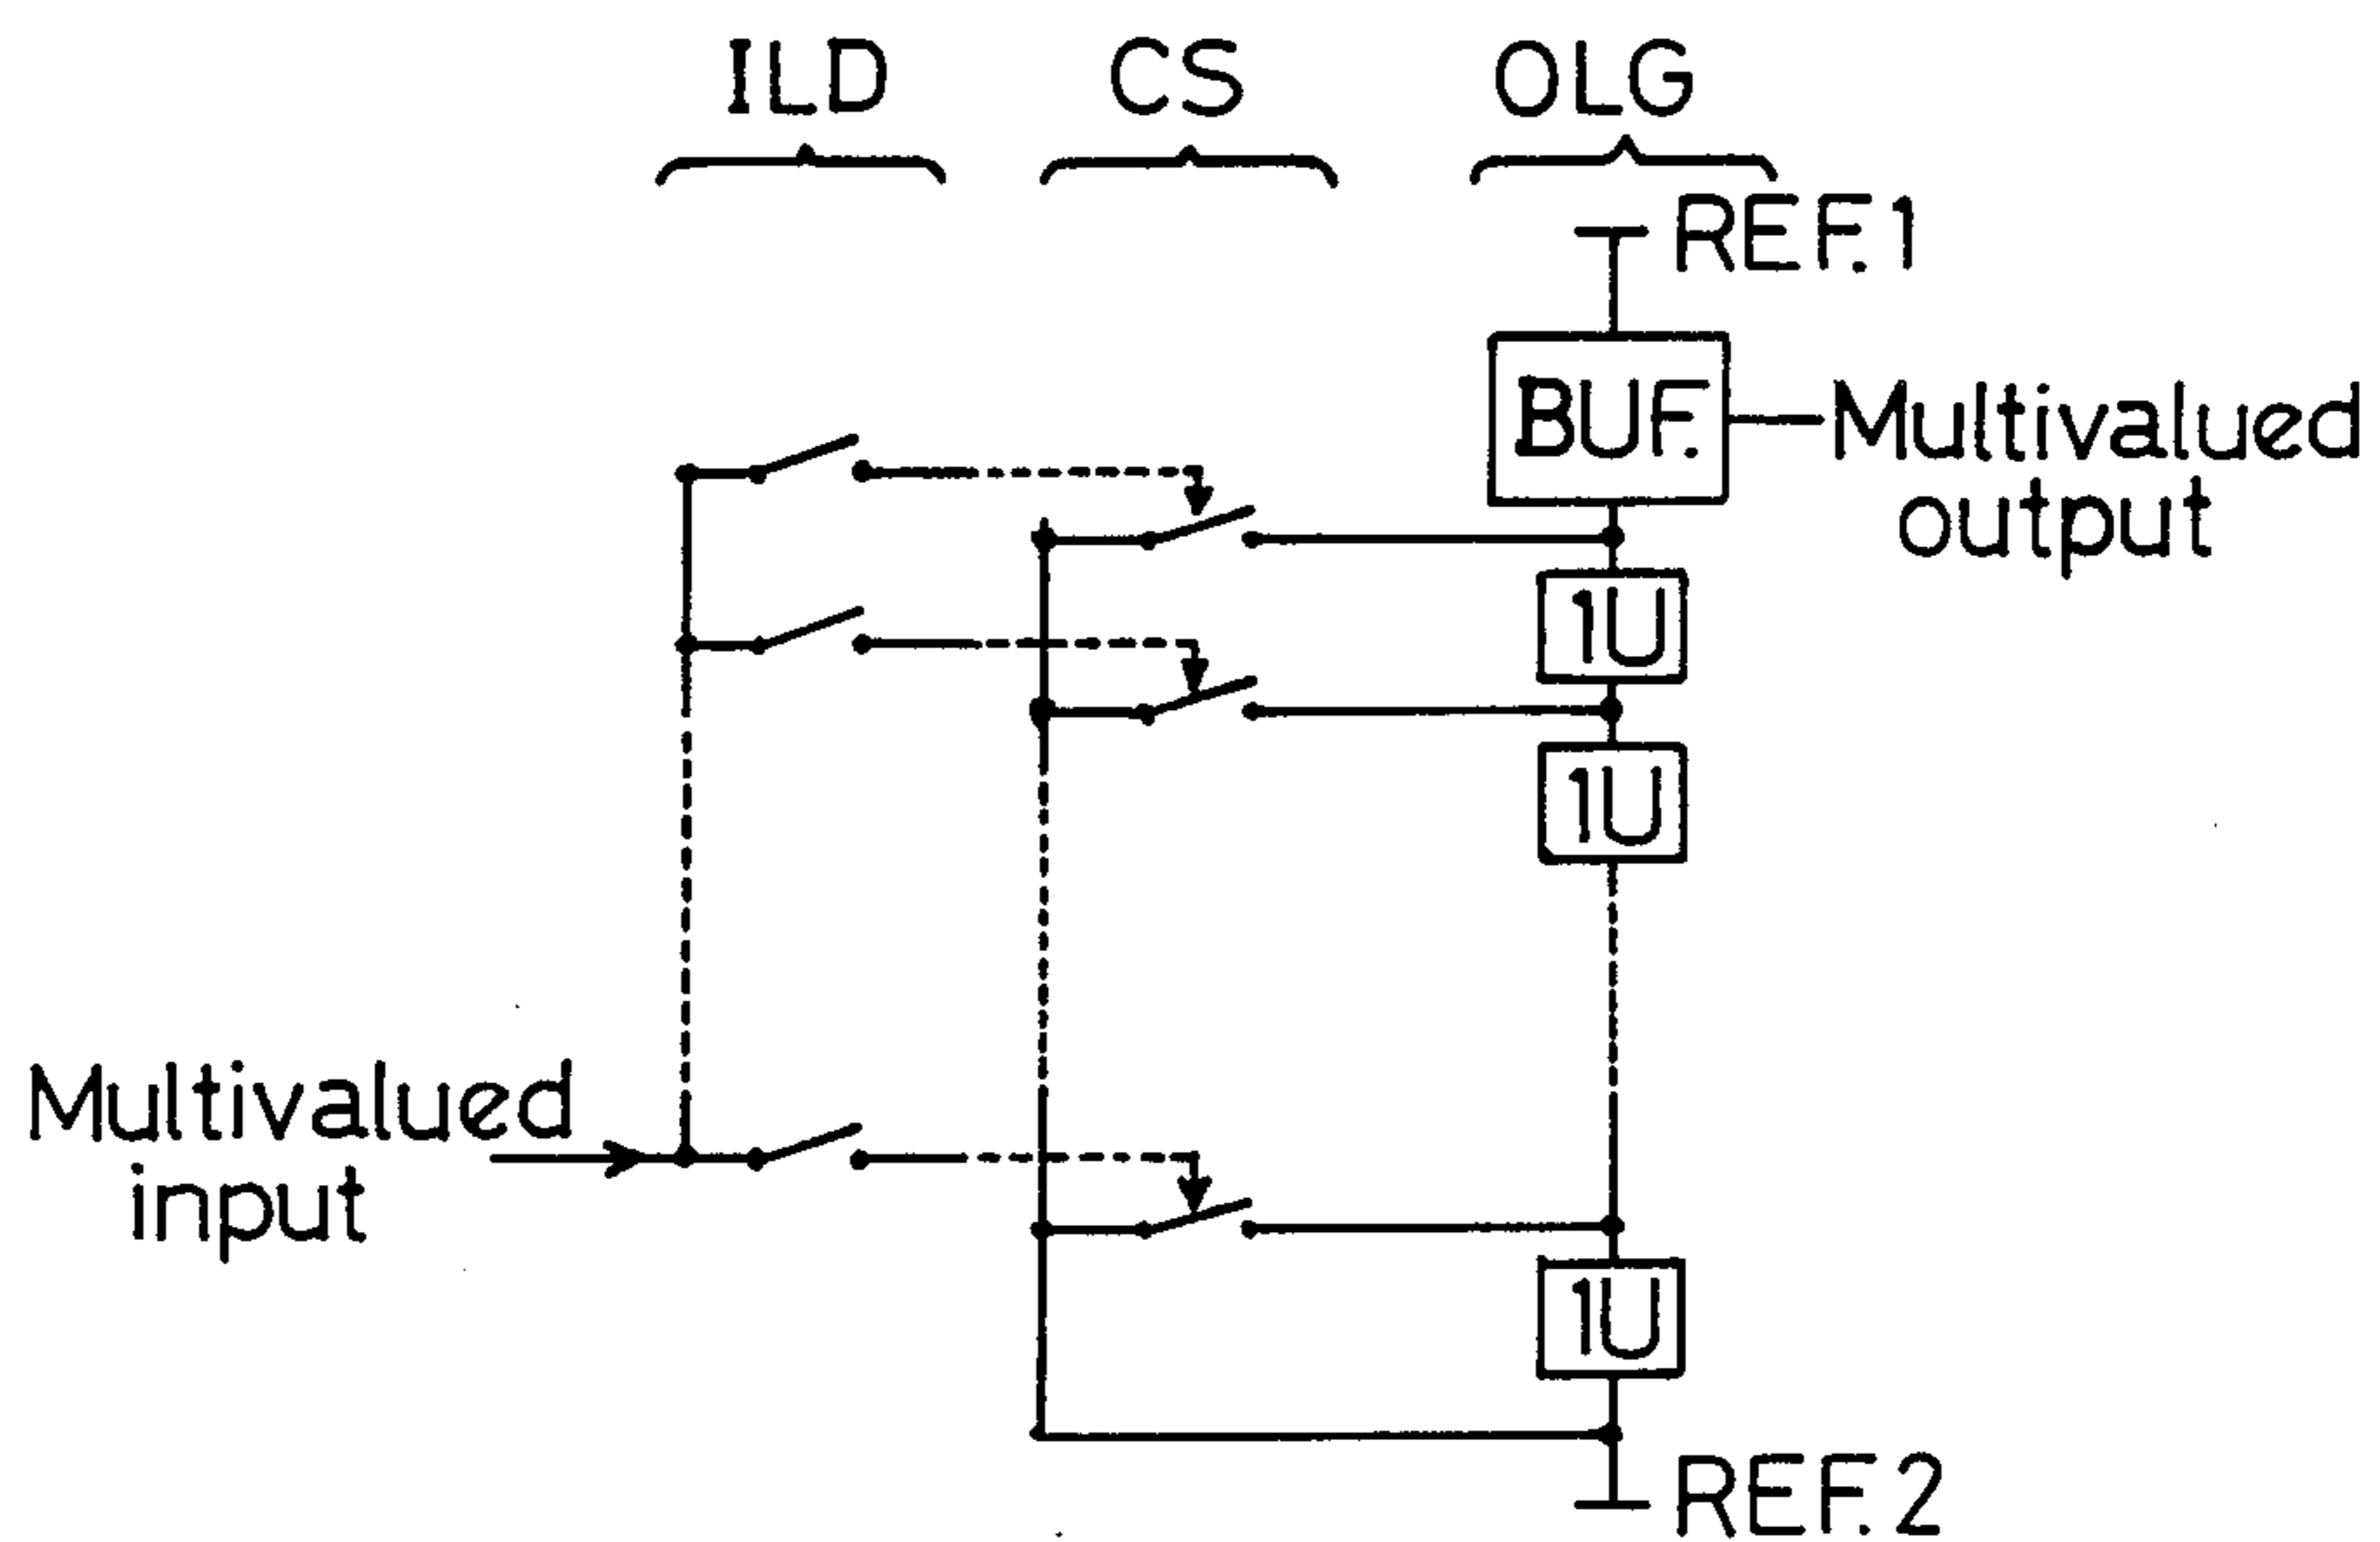 ILD
CS
OLG
REF.1
BUF.
Multivalued
output
1U
1U
Multivalued
input
1U
REF.2